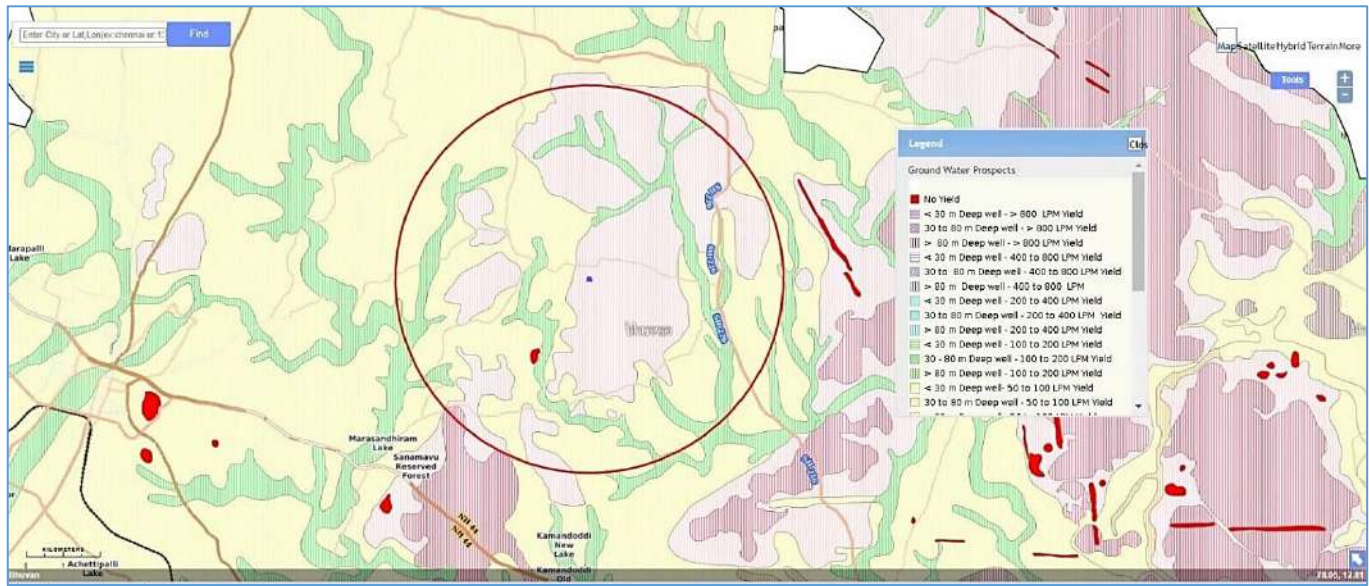 Enter City or Lat,Lon(ex:chennai or 1
Find
Map Satellite Hybrid Terrain More
Tools
+
−
Legend
Clos
Ground Water Prospects
No Yield
< 30 m Deep well - > 800 LPM Yield
30 to 80 m Deep well - > 800 LPM Yield
> 80 m Deep well - > 800 LPM Yield
< 30 m Deep well - 400 to 800 LPM Yield
30 to 80 m Deep well - 400 to 800 LPM Yield
> 80 m Deep well - 400 to 800 LPM
< 30 m Deep well - 200 to 400 LPM Yield
30 to 80 m Deep well - 200 to 400 LPM Yield
> 80 m Deep well - 200 to 400 LPM Yield
< 30 m Deep well - 100 to 200 LPM Yield
30 - 80 m Deep well - 100 to 200 LPM Yield
> 80 m Deep well - 100 to 200 LPM Yield
< 30 m Deep well- 50 to 100 LPM Yield
30 to 80 m Deep well - 50 to 100 LPM Yield
arapalli
Lake
Marasandhiram
Lake
Sanamavu
Reserved
Forest
NH 44
NH 44
Kamandoddi
New
Lake
Kamandoddi
Old
KILOMETERS
Achettipalli
Lake
Bhuvan